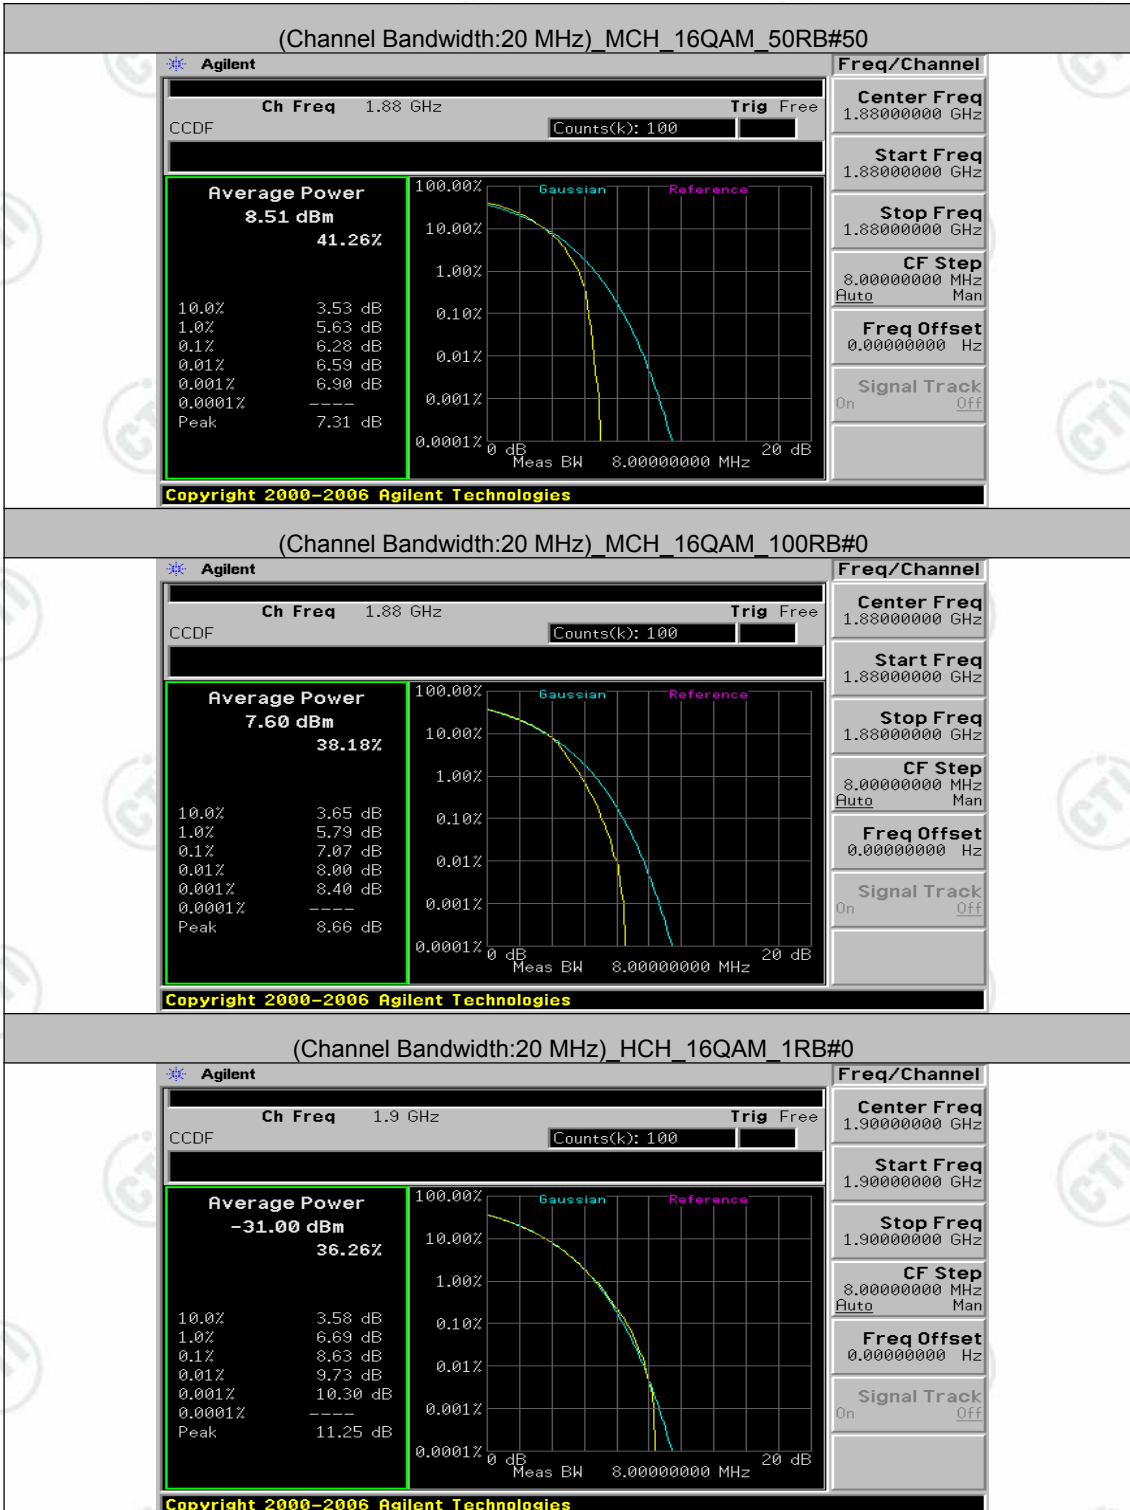 (Channel Bandwidth:20 MHz)_MCH_16QAM_50RB#50
Agilent
Freq/Channel
Ch Freq 1.88 GHz Trig Free
CCDF Counts(k): 100
Average Power
8.51 dBm
41.26%
10.0% 3.53 dB
1.0% 5.63 dB
0.1% 6.28 dB
0.01% 6.59 dB
0.001% 6.90 dB
0.0001% ----
Peak 7.31 dB
100.00%
Gaussian Reference
10.00%
1.00%
0.10%
0.01%
0.001%
0.0001%
0 dB 20 dB
Meas BW 8.00000000 MHz
Center Freq
1.88000000 GHz
Start Freq
1.88000000 GHz
Stop Freq
1.88000000 GHz
CF Step
8.00000000 MHz
Auto Man
Freq Offset
0.00000000 Hz
Signal Track
On Off
Copyright 2000-2006 Agilent Technologies
(Channel Bandwidth:20 MHz)_MCH_16QAM_100RB#0
Agilent
Freq/Channel
Ch Freq 1.88 GHz Trig Free
CCDF Counts(k): 100
Average Power
7.60 dBm
38.18%
10.0% 3.65 dB
1.0% 5.79 dB
0.1% 7.07 dB
0.01% 8.00 dB
0.001% 8.40 dB
0.0001% ----
Peak 8.66 dB
100.00%
Gaussian Reference
10.00%
1.00%
0.10%
0.01%
0.001%
0.0001%
0 dB 20 dB
Meas BW 8.00000000 MHz
Center Freq
1.88000000 GHz
Start Freq
1.88000000 GHz
Stop Freq
1.88000000 GHz
CF Step
8.00000000 MHz
Auto Man
Freq Offset
0.00000000 Hz
Signal Track
On Off
Copyright 2000-2006 Agilent Technologies
(Channel Bandwidth:20 MHz)_HCH_16QAM_1RB#0
Agilent
Freq/Channel
Ch Freq 1.9 GHz Trig Free
CCDF Counts(k): 100
Average Power
-31.00 dBm
36.26%
10.0% 3.58 dB
1.0% 6.69 dB
0.1% 8.63 dB
0.01% 9.73 dB
0.001% 10.30 dB
0.0001% ----
Peak 11.25 dB
100.00%
Gaussian Reference
10.00%
1.00%
0.10%
0.01%
0.001%
0.0001%
0 dB 20 dB
Meas BW 8.00000000 MHz
Center Freq
1.90000000 GHz
Start Freq
1.90000000 GHz
Stop Freq
1.90000000 GHz
CF Step
8.00000000 MHz
Auto Man
Freq Offset
0.00000000 Hz
Signal Track
On Off
Copyright 2000-2006 Agilent Technologies
CTI
CTI
CTI
CTI
CTI
CTI